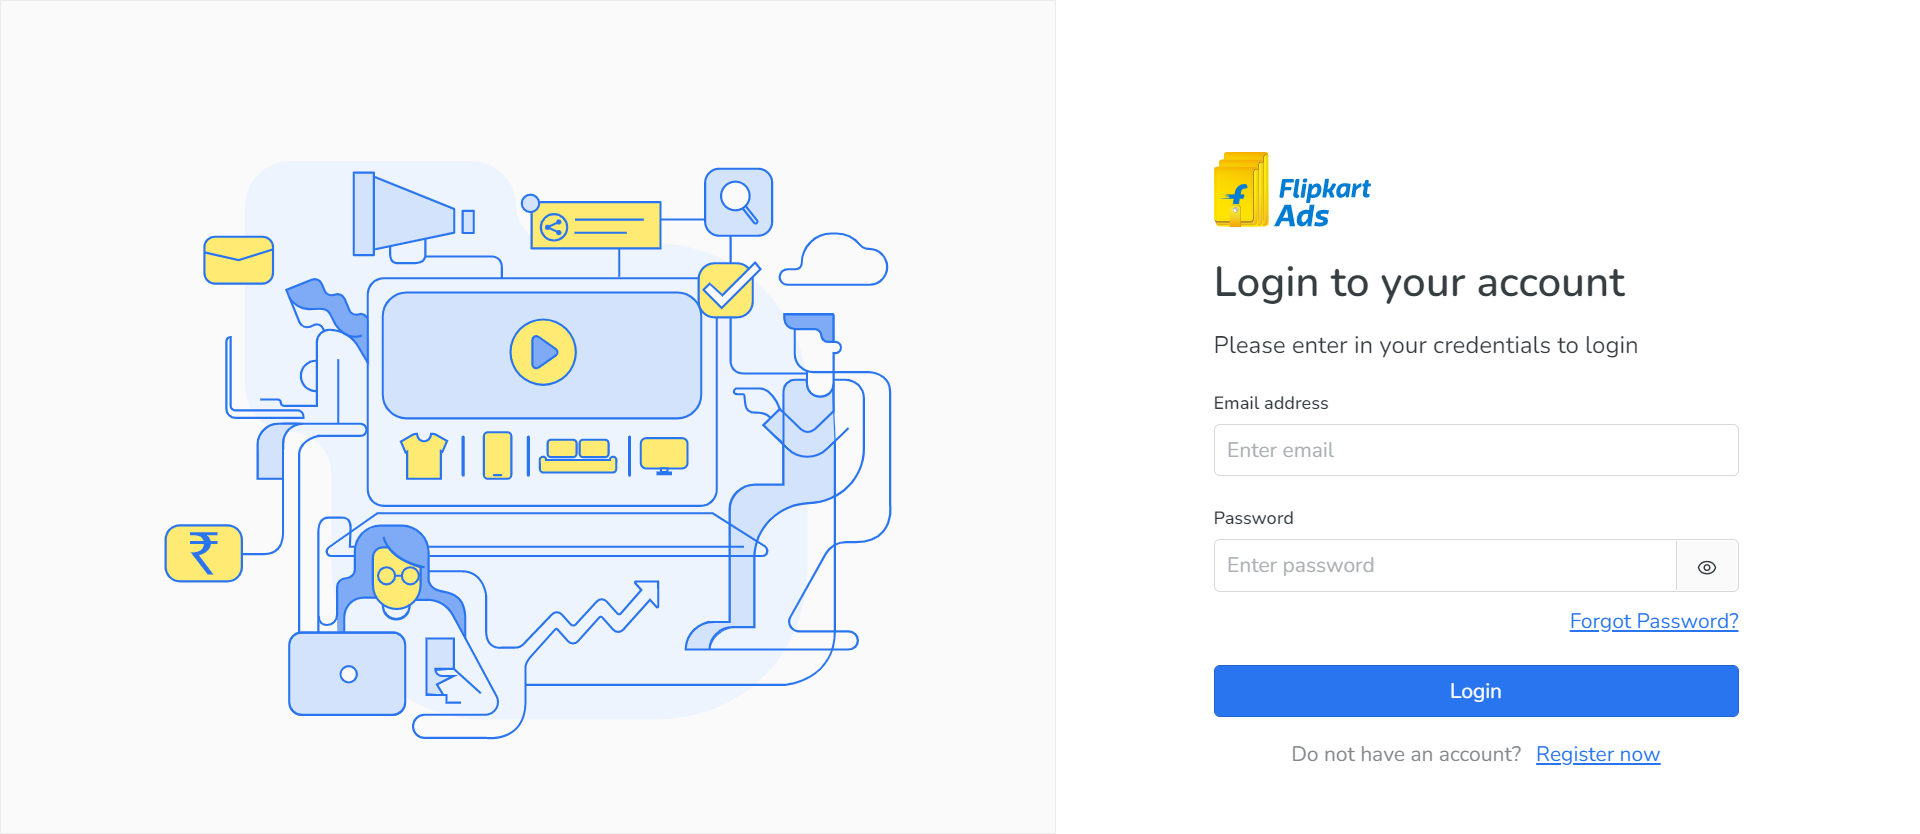 ₹
Flipkart
Ads
Login to your account
Please enter in your credentials to login
Email address
Enter email
Password
Enter password
Forgot Password?
Login
Do not have an account? Register now